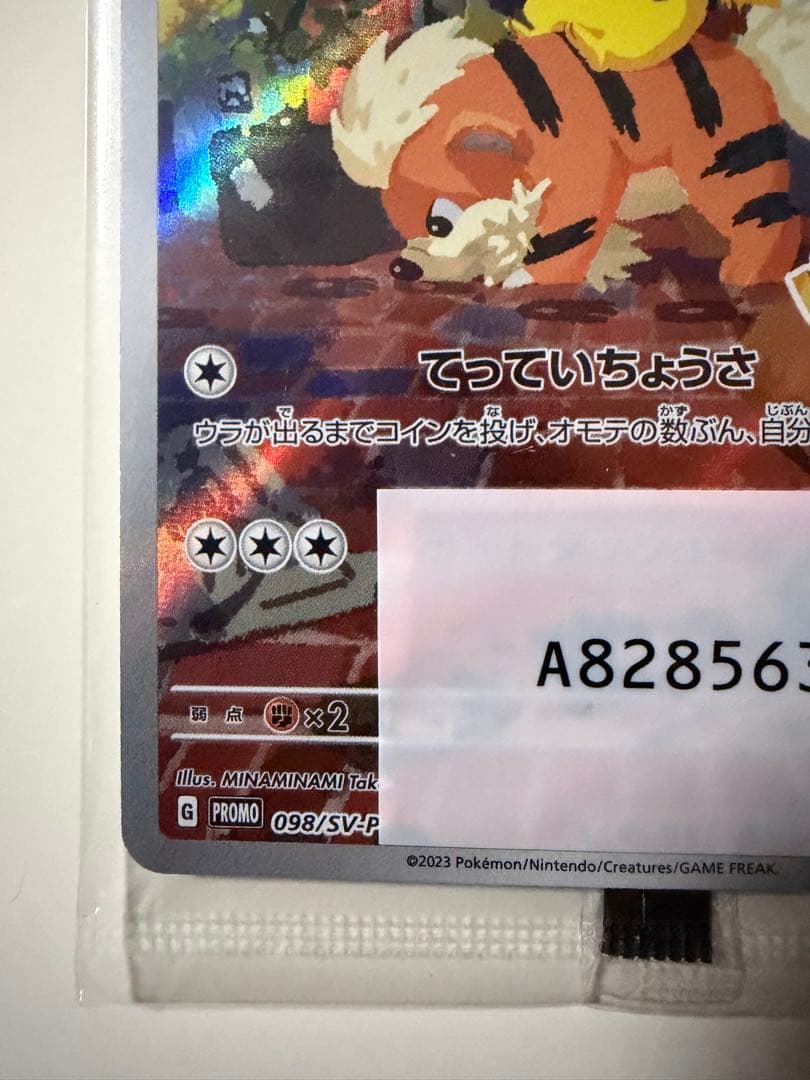 てっていちょうさ
ウラが出るまでコインを投げ、オモテの数ぶん、自分
A828563
弱点 ×2
Illus. MINAMINAMI Tak
G PROMO 098/SV-P
©2023 Pokémon/Nintendo/Creatures/GAME FREAK.